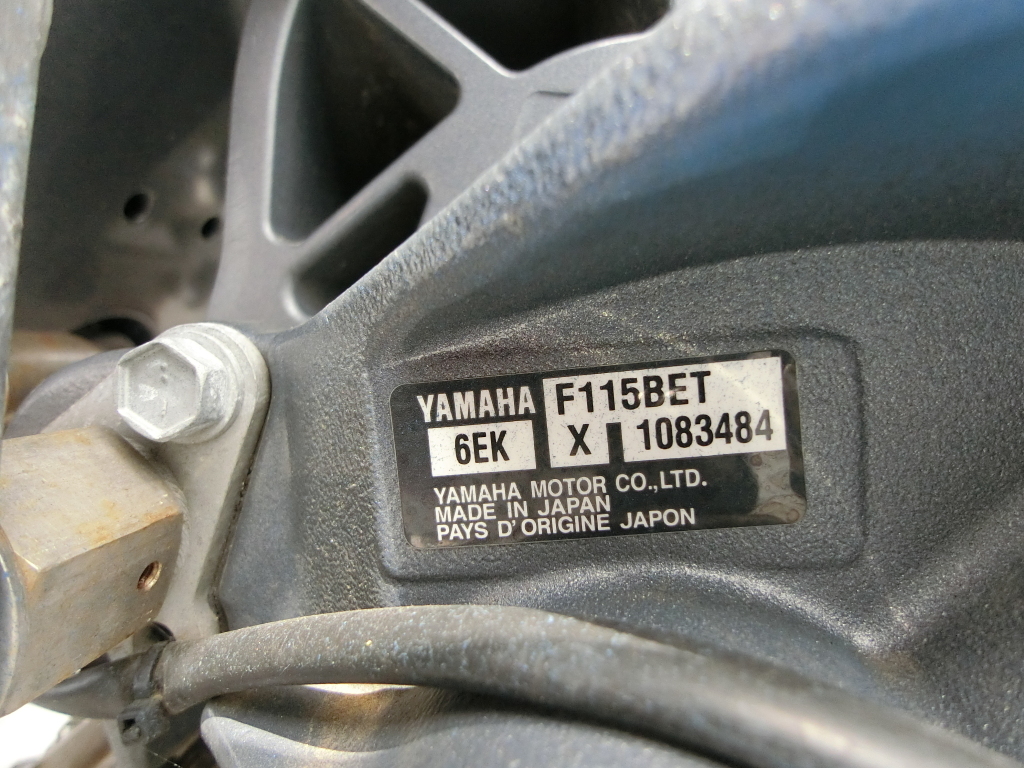 YAMAHA F115BET
6EK X 1083484
YAMAHA MOTOR CO.,LTD.
MADE IN JAPAN
PAYS D'ORIGINE JAPON